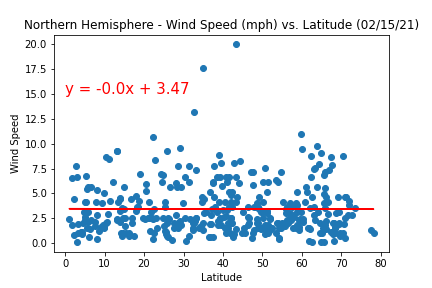 Northern Hemisphere - Wind Speed (mph) vs. Latitude (02/15/21)
20.0
17.5
15.0
12.5
10.0
7.5
5.0
2.5
0.0
Wind Speed
y = -0.0x + 3.47
0 10 20 30 40 50 60 70 80
Latitude